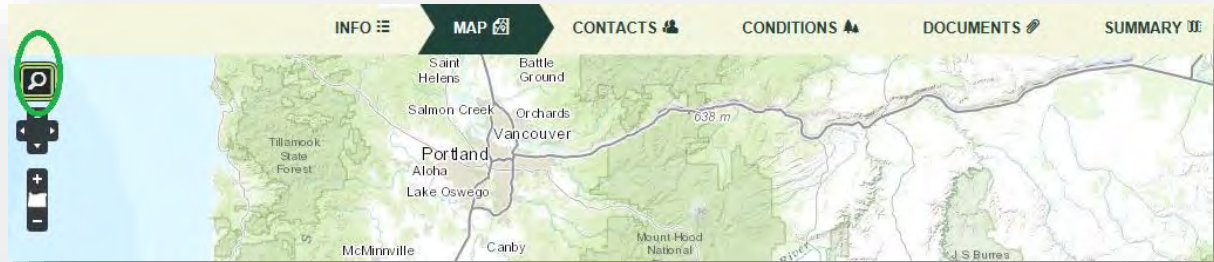 INFO MAP CONTACTS CONDITIONS DOCUMENTS SUMMARY
Saint Helens
Battle Ground
Salmon Creek
Orchards
638 m
Vancouver
Tillamook State Forest
Portland
Aloha
Lake Oswego
McMinnville
Canby
Mount Hood National
River
J S Burres
+
-